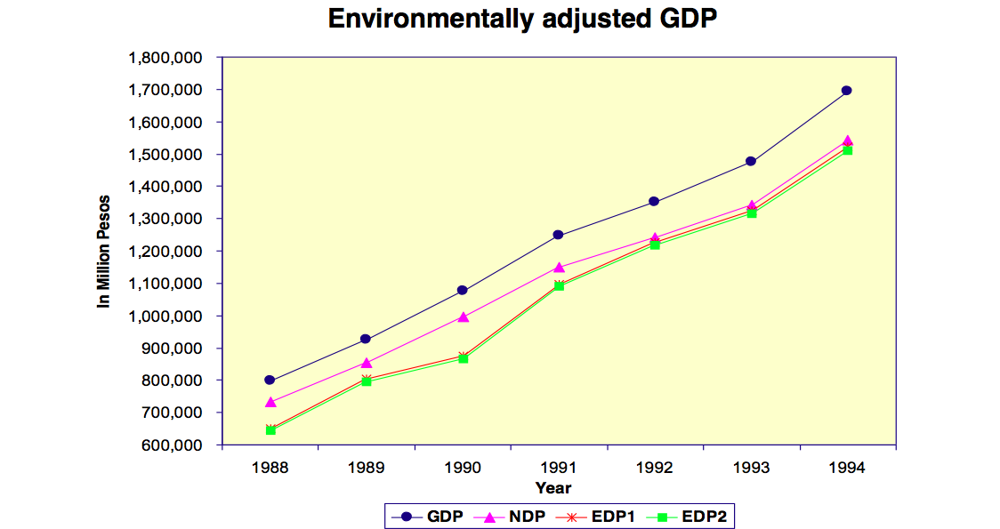 Environmentally adjusted GDP
1,800,000
1,700,000
1,600,000
1,500,000
1,400,000
1,300,000
1,200,000
1,100,000
1,000,000
900,000
800,000
700,000
600,000
In Million Pesos
1988 1989 1990 1991 1992 1993 1994
Year
GDP NDP EDP1 EDP2